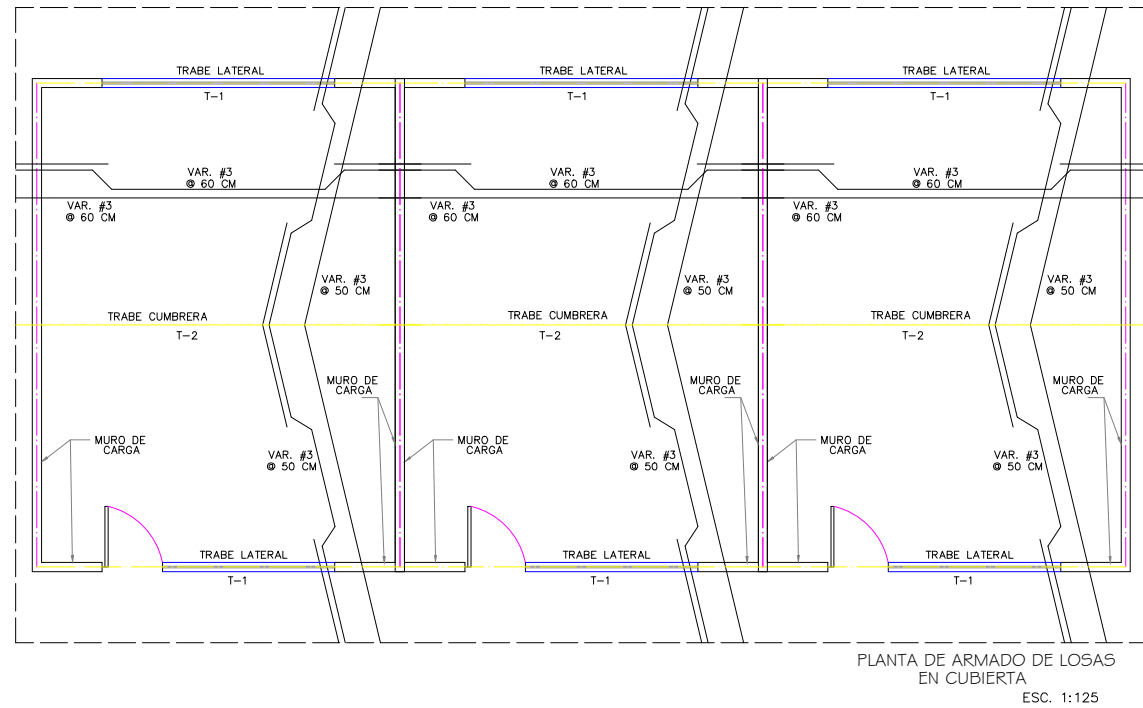 TRABE LATERAL
TRABE LATERAL
TRABE LATERAL
T-1
T-1
T-1
VAR. #3
@ 60 CM
VAR. #3
@ 60 CM
VAR. #3
@ 60 CM
VAR. #3
@ 60 CM
VAR. #3
@ 60 CM
VAR. #3
@ 60 CM
VAR. #3
@ 50 CM
VAR. #3
@ 50 CM
VAR. #3
@ 50 CM
TRABE CUMBRERA
TRABE CUMBRERA
TRABE CUMBRERA
T-2
T-2
T-2
MURO DE
CARGA
MURO DE
CARGA
MURO DE
CARGA
MURO DE
CARGA
MURO DE
CARGA
MURO DE
CARGA
VAR. #3
@ 50 CM
VAR. #3
@ 50 CM
VAR. #3
@ 50 CM
TRABE LATERAL
TRABE LATERAL
TRABE LATERAL
T-1
T-1
T-1
PLANTA DE ARMADO DE LOSAS
EN CUBIERTA
ESC. 1:125